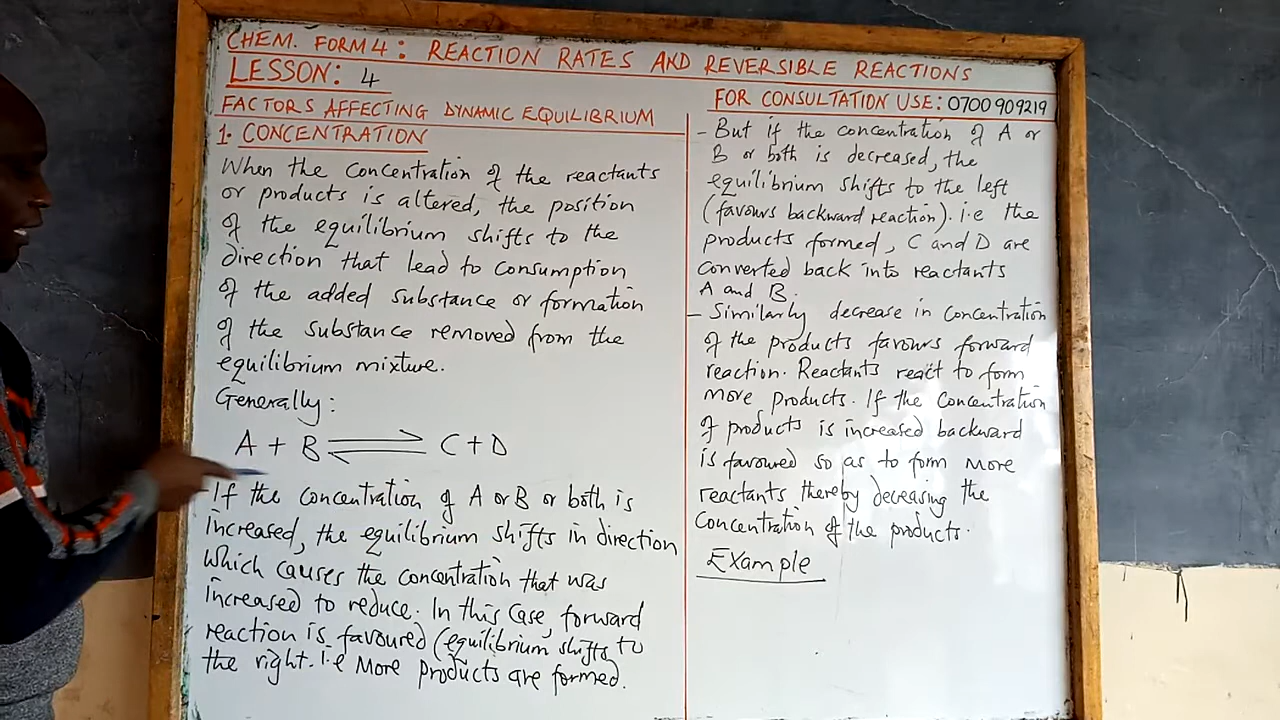 CHEM. FORM 4: REACTION RATES AND REVERSIBLE REACTIONS
LESSON: 4
FACTORS AFFECTING DYNAMIC EQUILIBRIUM
1. CONCENTRATION
When the concentration of the reactants
or products is altered, the position
of the equilibrium shifts to the
direction that lead to consumption
of the added substance or formation
of the substance removed from the
equilibrium mixture.
Generally:
A + B ⇌ C + D
- If the concentration of A or B or both is
increased, the equilibrium shifts in direction
which causes the concentration that was
increased to reduce. In this case, forward
reaction is favoured (equilibrium shifts to
the right. i.e More products are formed.
FOR CONSULTATION USE: 0700 909219
- But if the concentration of A or
B or both is decreased, the
equilibrium shifts to the left
(favours backward reaction). i.e the
products formed, C and D are
converted back into reactants
A and B.
- Similarly decrease in concentration
of the products favours forward
reaction. Reactants react to form
more products. If the concentration
of products is increased backward
is favoured so as to form more
reactants thereby decreasing the
concentration of the products.
Example